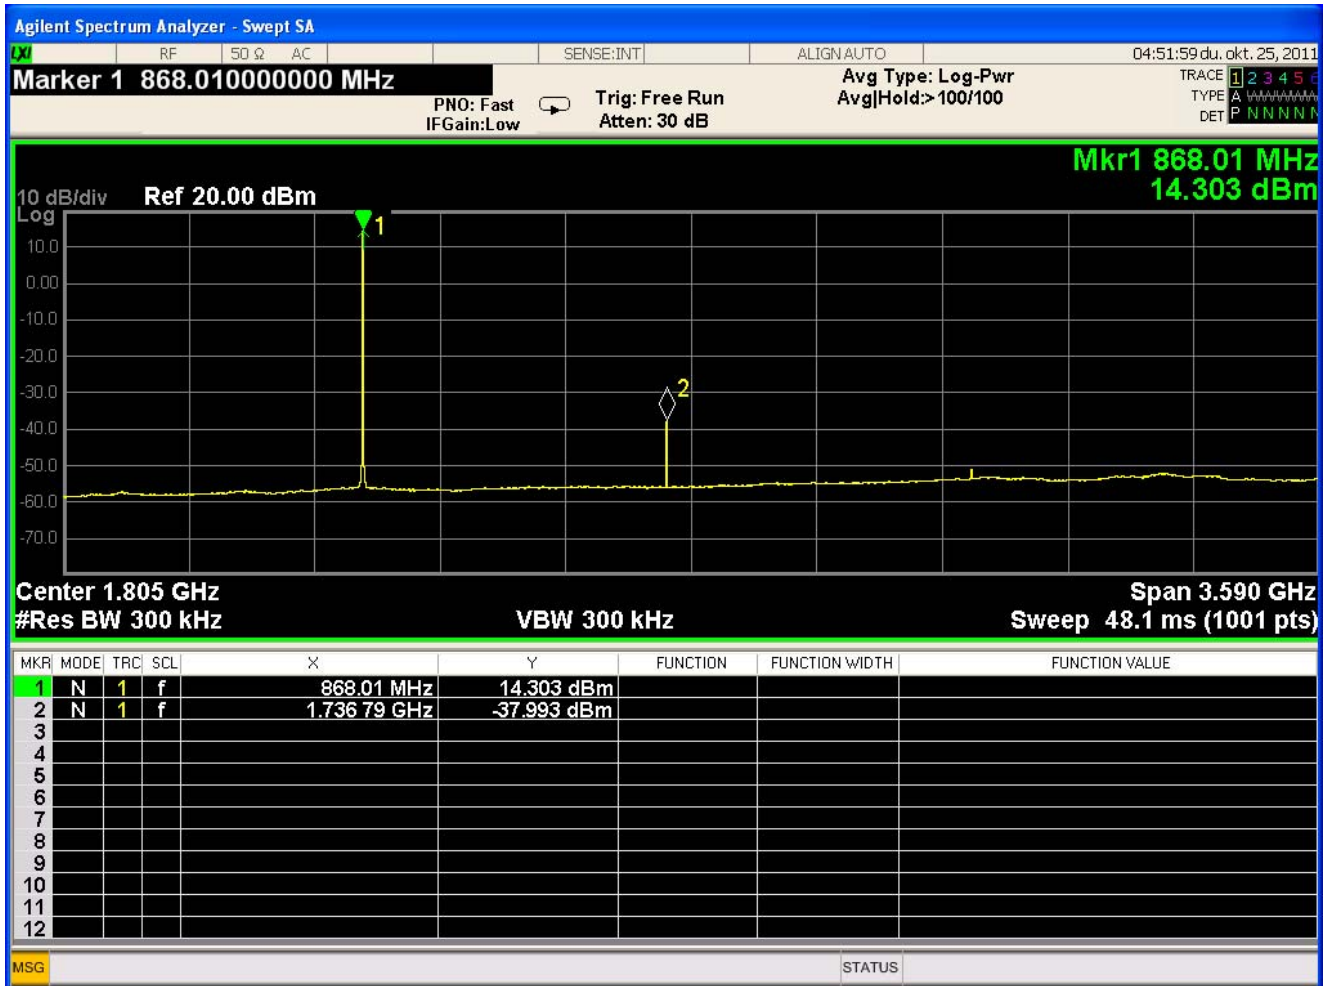 Agilent Spectrum Analyzer - Swept SA
LXI RF 50 Ω AC SENSE:INT ALIGN AUTO 04:51:59 du. okt. 25, 2011
Marker 1 868.010000000 MHz
PNO: Fast
IFGain:Low
Trig: Free Run
Atten: 30 dB
Avg Type: Log-Pwr
Avg|Hold:> 100/100
TRACE 1 2 3 4 5 6
TYPE A
DET P N N N N N
Mkr1 868.01 MHz
14.303 dBm
10 dB/div Ref 20.00 dBm
Log
1
10.0
0.00
-10.0
-20.0
2
-30.0
-40.0
-50.0
-60.0
-70.0
Center 1.805 GHz Span 3.590 GHz
#Res BW 300 kHz VBW 300 kHz Sweep 48.1 ms (1001 pts)
MKR MODE TRC SCL X Y FUNCTION FUNCTION WIDTH FUNCTION VALUE
1 N 1 f 868.01 MHz 14.303 dBm
2 N 1 f 1.736 79 GHz -37.993 dBm
3
4
5
6
7
8
9
10
11
12
MSG STATUS